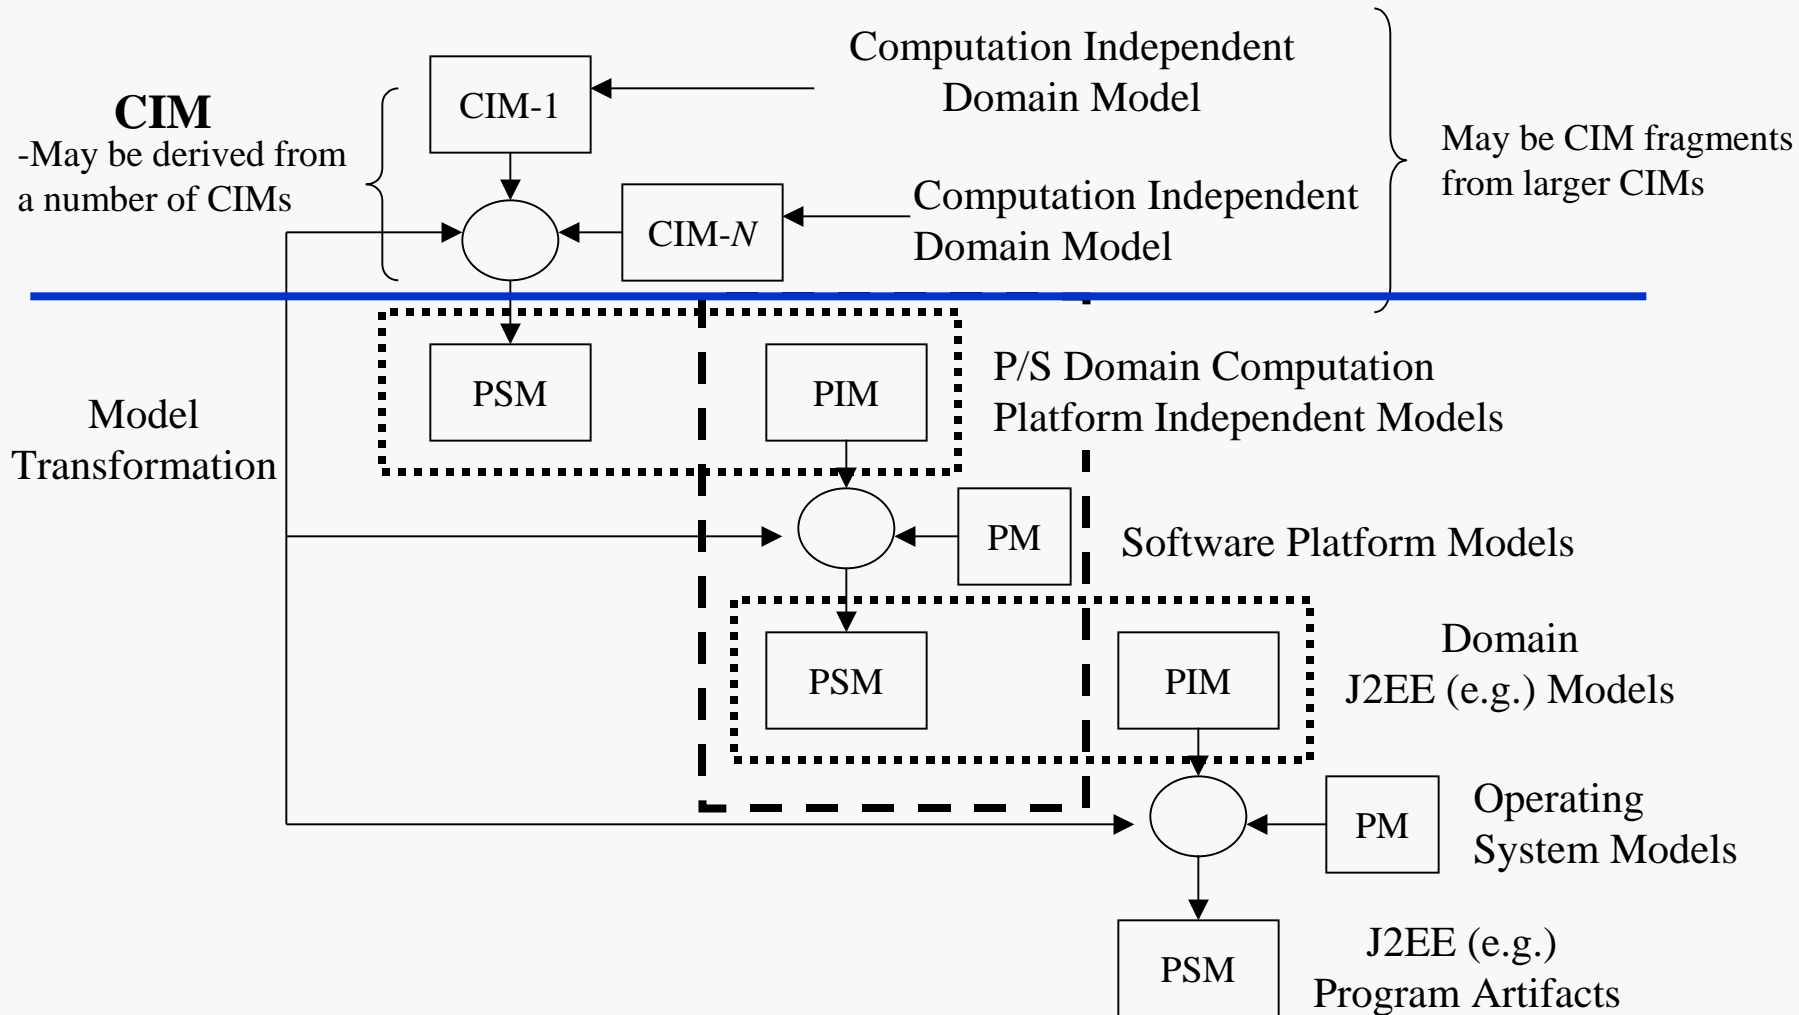 Computation Independent
Domain Model
CIM-1
CIM
-May be derived from
a number of CIMs
May be CIM fragments
from larger CIMs
Computation Independent
Domain Model
CIM-N
PSM
PIM
P/S Domain Computation
Platform Independent Models
Model
Transformation
PM
Software Platform Models
PSM
PIM
Domain
J2EE (e.g.) Models
PM
Operating
System Models
PSM
J2EE (e.g.)
Program Artifacts